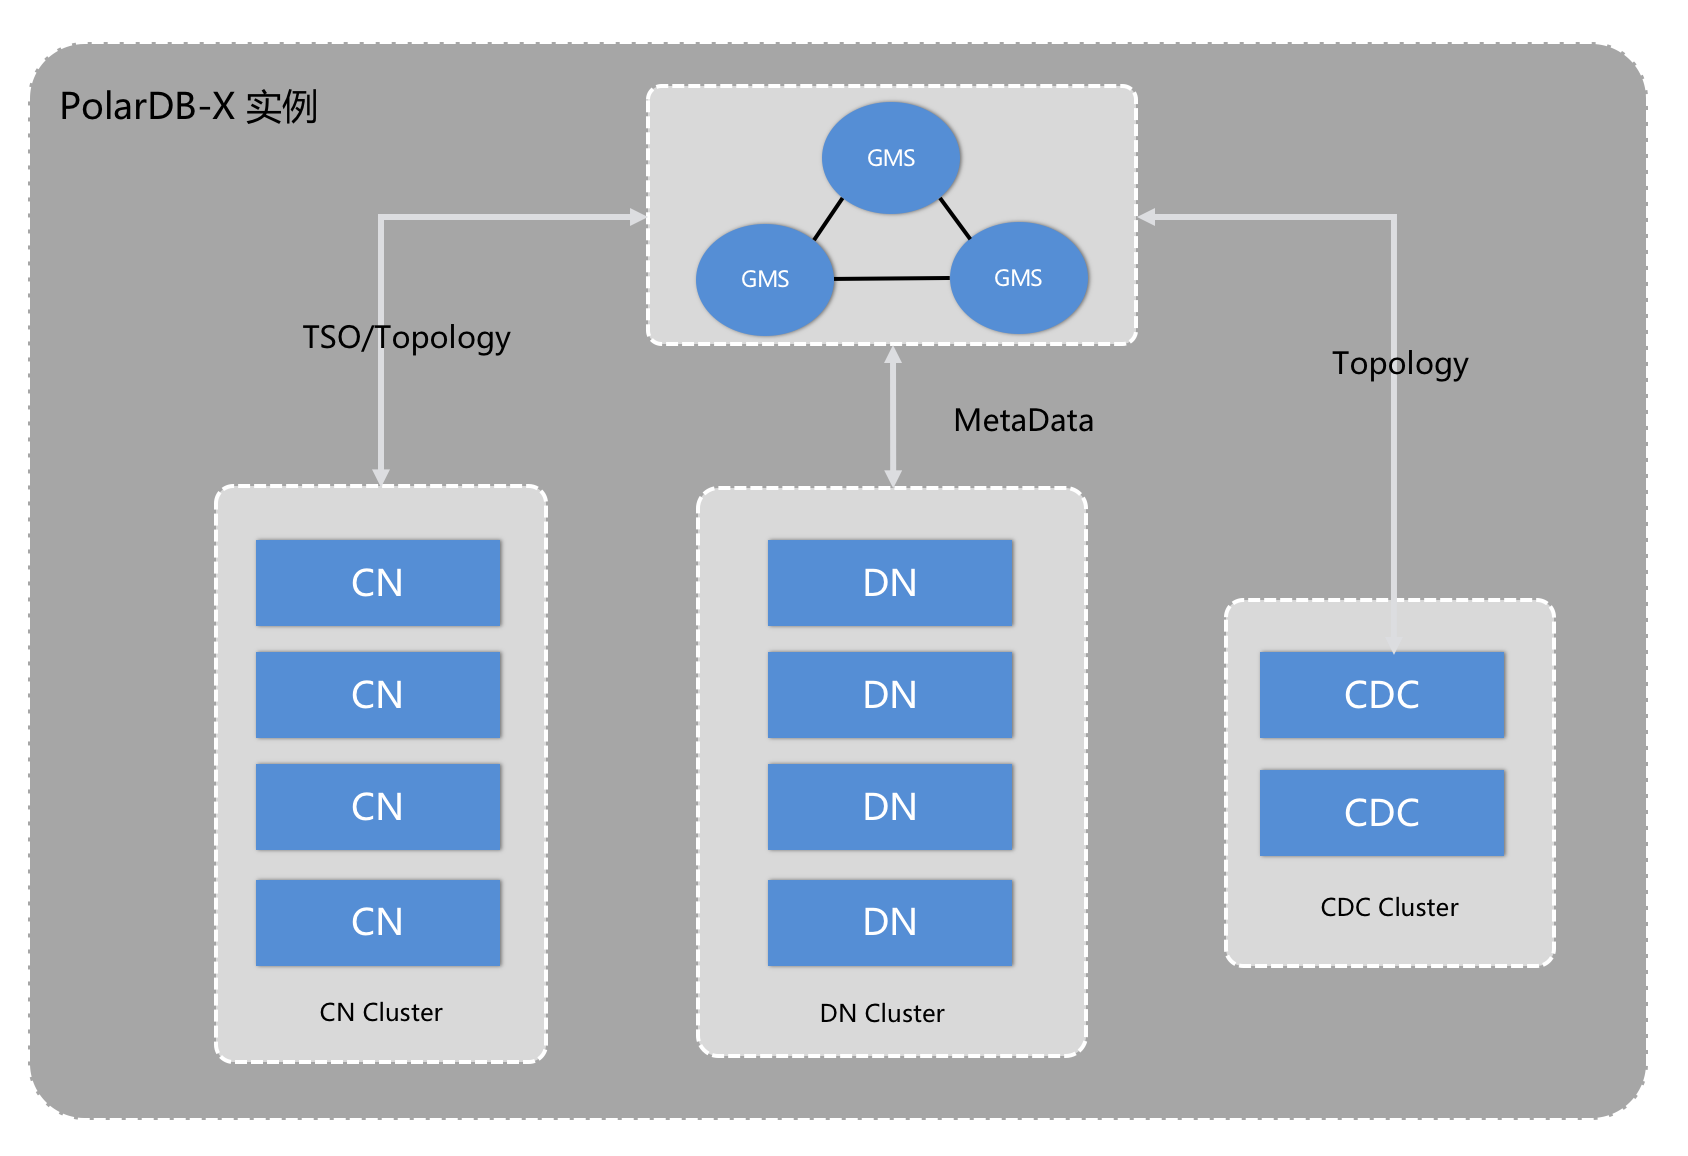 PolarDB-X 实例
GMS
GMS
GMS
TSO/Topology
Topology
MetaData
CN
CN
CN
CN
CN Cluster
DN
DN
DN
DN
DN Cluster
CDC
CDC
CDC Cluster